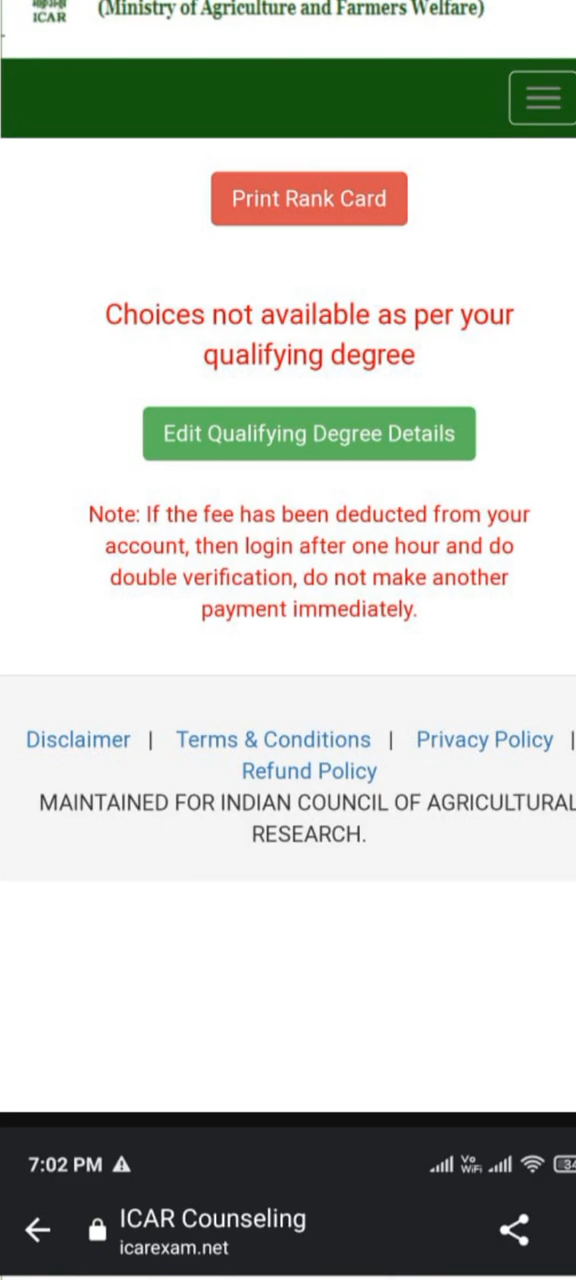 ICAR
(Ministry of Agriculture and Farmers Welfare)
Print Rank Card
Choices not available as per your
qualifying degree
Edit Qualifying Degree Details
Note: If the fee has been deducted from your
account, then login after one hour and do
double verification, do not make another
payment immediately.
Disclaimer | Terms & Conditions | Privacy Policy |
Refund Policy
MAINTAINED FOR INDIAN COUNCIL OF AGRICULTURAL
RESEARCH.
7:02 PM Vo WiFi 34
ICAR Counseling
icarexam.net